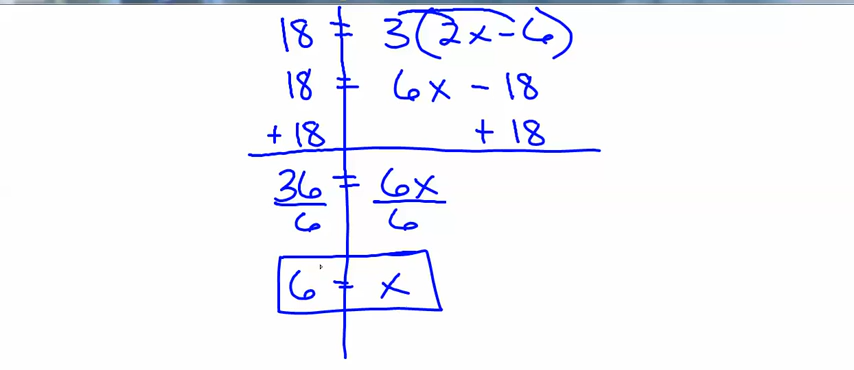 18 = 3(2x-6)
18 = 6x - 18
+18 + 18
36/6 = 6x/6
6 = x